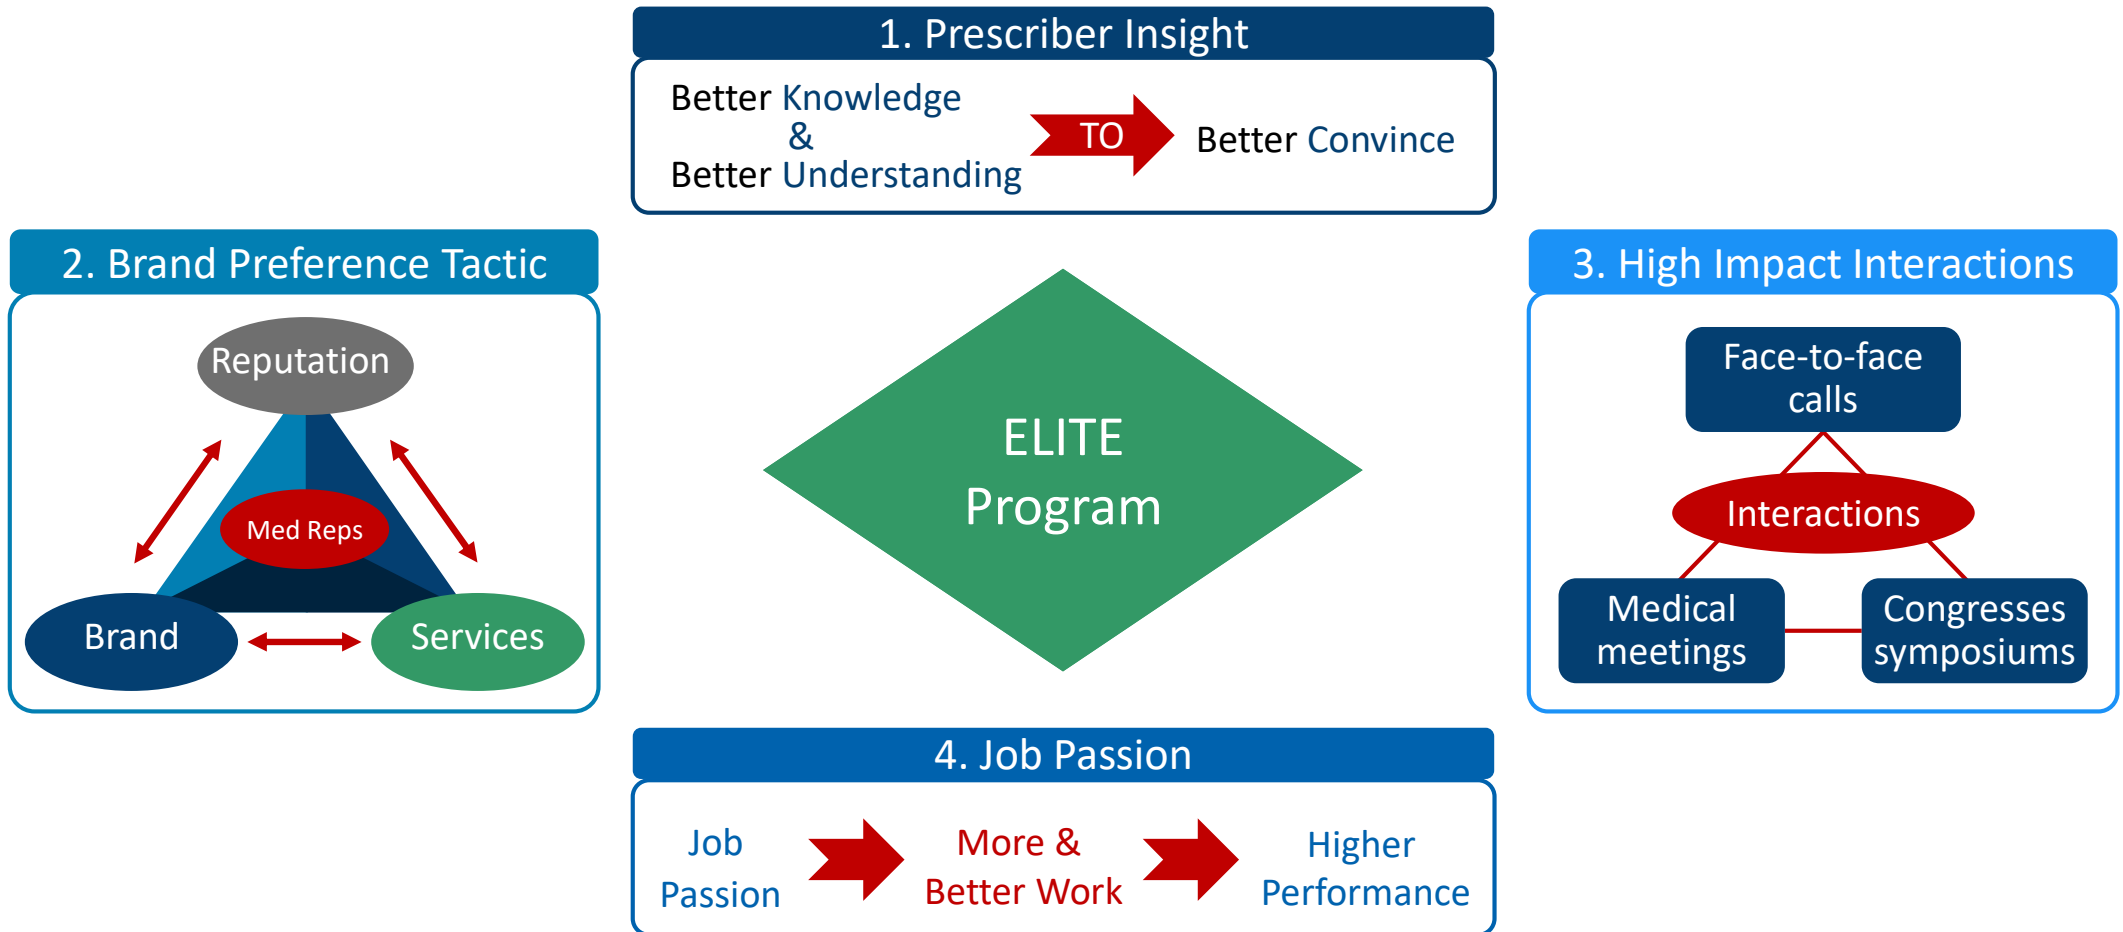 1. Prescriber Insight
Better Knowledge
&
Better Understanding
TO
Better Convince
2. Brand Preference Tactic
Reputation
Med Reps
Brand
Services
ELITE
Program
3. High Impact Interactions
Face-to-face
calls
Interactions
Medical
meetings
Congresses
symposiums
4. Job Passion
Job
Passion
More &
Better Work
Higher
Performance